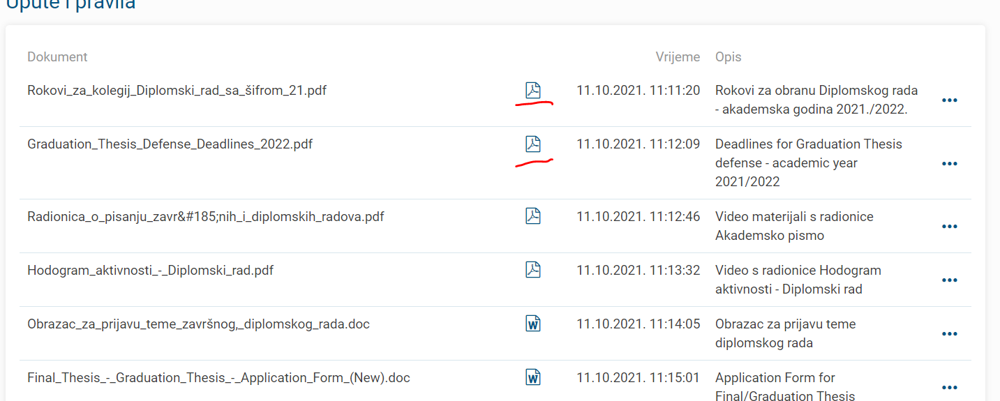 Upute i pravila
Dokument Vrijeme Opis
Rokovi_za_kolegij_Diplomski_rad_sa_šifrom_21.pdf 11.10.2021. 11:11:20 Rokovi za obranu Diplomskog rada
- akademska godina 2021./2022.
Graduation_Thesis_Defense_Deadlines_2022.pdf 11.10.2021. 11:12:09 Deadlines for Graduation Thesis
defense - academic year
2021/2022
Radionica_o_pisanju_zavr&#185;nih_i_diplomskih_radova.pdf 11.10.2021. 11:12:46 Video materijali s radionice
Akademsko pismo
Hodogram_aktivnosti_-_Diplomski_rad.pdf 11.10.2021. 11:13:32 Video s radionice Hodogram
aktivnosti - Diplomski rad
Obrazac_za_prijavu_teme_završnog,_diplomskog_rada.doc W 11.10.2021. 11:14:05 Obrazac za prijavu teme
diplomskog rada
Final_Thesis_-_Graduation_Thesis_-_Application_Form_(New).doc W 11.10.2021. 11:15:01 Application Form for
Final/Graduation Thesis